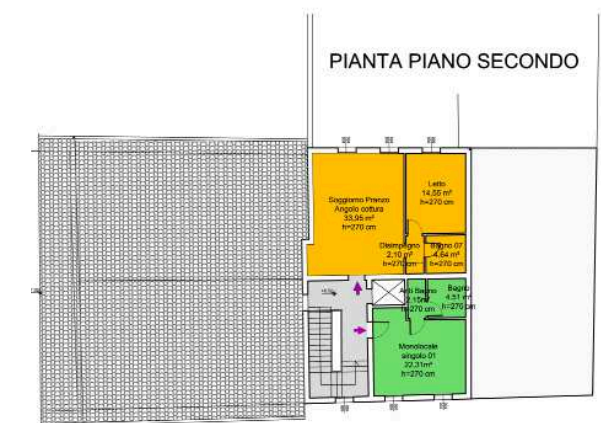 PIANTA PIANO SECONDO
Soggiorno Pranzo
Angolo cottura
33,95 m²
h=270 cm
Letto
14,55 m²
h=270 cm
Disimpegno
2,10 m²
h=270 cm
Bagno 07
4,64 m²
h=270 cm
Anti Bagno
2,15m²
h=270 cm
Bagno
4,51 m²
h=270 cm
Monolocale
singolo 01
22,31m²
h=270 cm